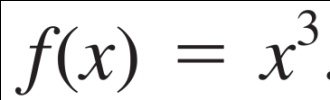 f(x) = x³.